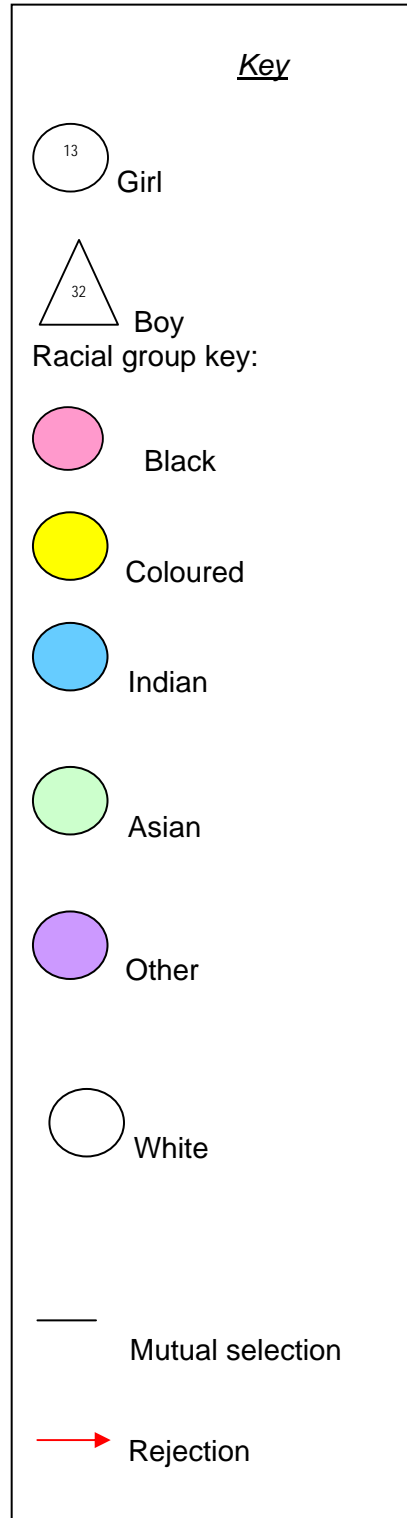 Key
13
Girl
32
Boy
Racial group key:
Black
Coloured
Indian
Asian
Other
White
Mutual selection
Rejection